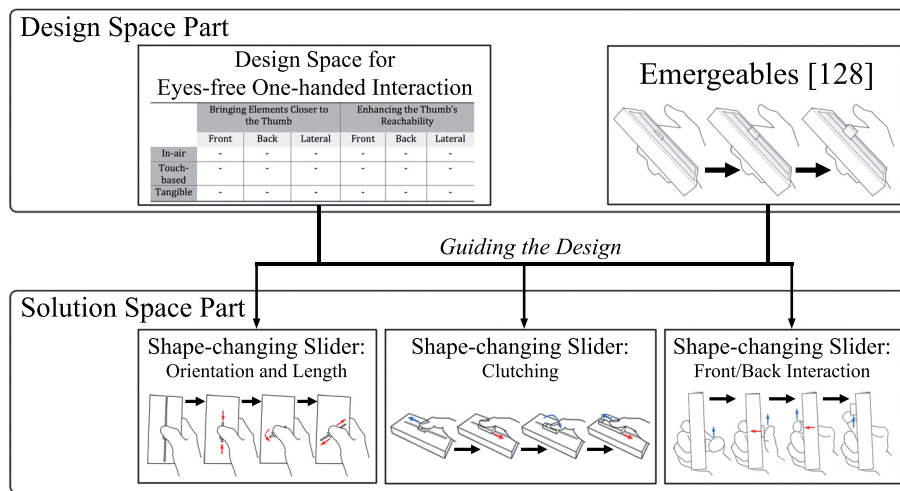 Design Space Part
Design Space for
Eyes-free One-handed Interaction
Bringing Elements Closer to
the Thumb
Enhancing the Thumb's
Reachability
Front Back Lateral Front Back Lateral
In-air - - - - - -
Touch-
based - - - - - -
Tangible - - - - - -
Emergeables [128]
Guiding the Design
Solution Space Part
Shape-changing Slider:
Orientation and Length
Shape-changing Slider:
Clutching
Shape-changing Slider:
Front/Back Interaction